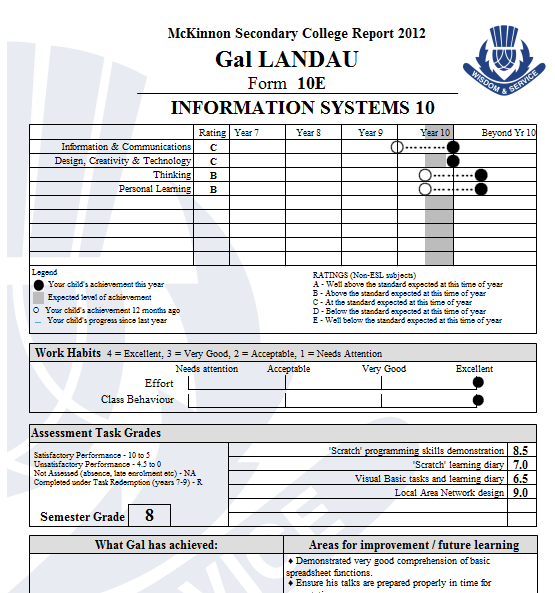 McKinnon Secondary College Report 2012
Gal LANDAU
Form 10E
WISDOM & SERVICE
INFORMATION SYSTEMS 10
Rating Year 7 Year 8 Year 9 Year 10 Beyond Yr 10
Information & Communications C
Design, Creativity & Technology C
Thinking B
Personal Learning B
Legend
Your child's achievement this year
Expected level of achievement
Your child's achievement 12 months ago
Your child's progress since last year
RATINGS (Non-ESL subjects)
A - Well above the standard expected at this time of year
B - Above the standard expected at this time of year
C - At the standard expected at this time of year
D - Below the standard expected at this time of year
E - Well below the standard expected at this time of year
Work Habits 4 = Excellent, 3 = Very Good, 2 = Acceptable, 1 = Needs Attention
Needs attention Acceptable Very Good Excellent
Effort
Class Behaviour
Assessment Task Grades
Satisfactory Performance - 10 to 5
Unsatisfactory Performance - 4.5 to 0
Not Assessed (absence, late enrolment etc) - NA
Completed under Task Redemption (years 7-9) - R
Semester Grade 8
'Scratch' programming skills demonstration 8.5
'Scratch' learning diary 7.0
Visual Basic tasks and learning diary 6.5
Local Area Network design 9.0
What Gal has achieved:
Areas for improvement / future learning
♦ Demonstrated very good comprehension of basic
spreadsheet functions.
♦ Ensure his talks are prepared properly in time for